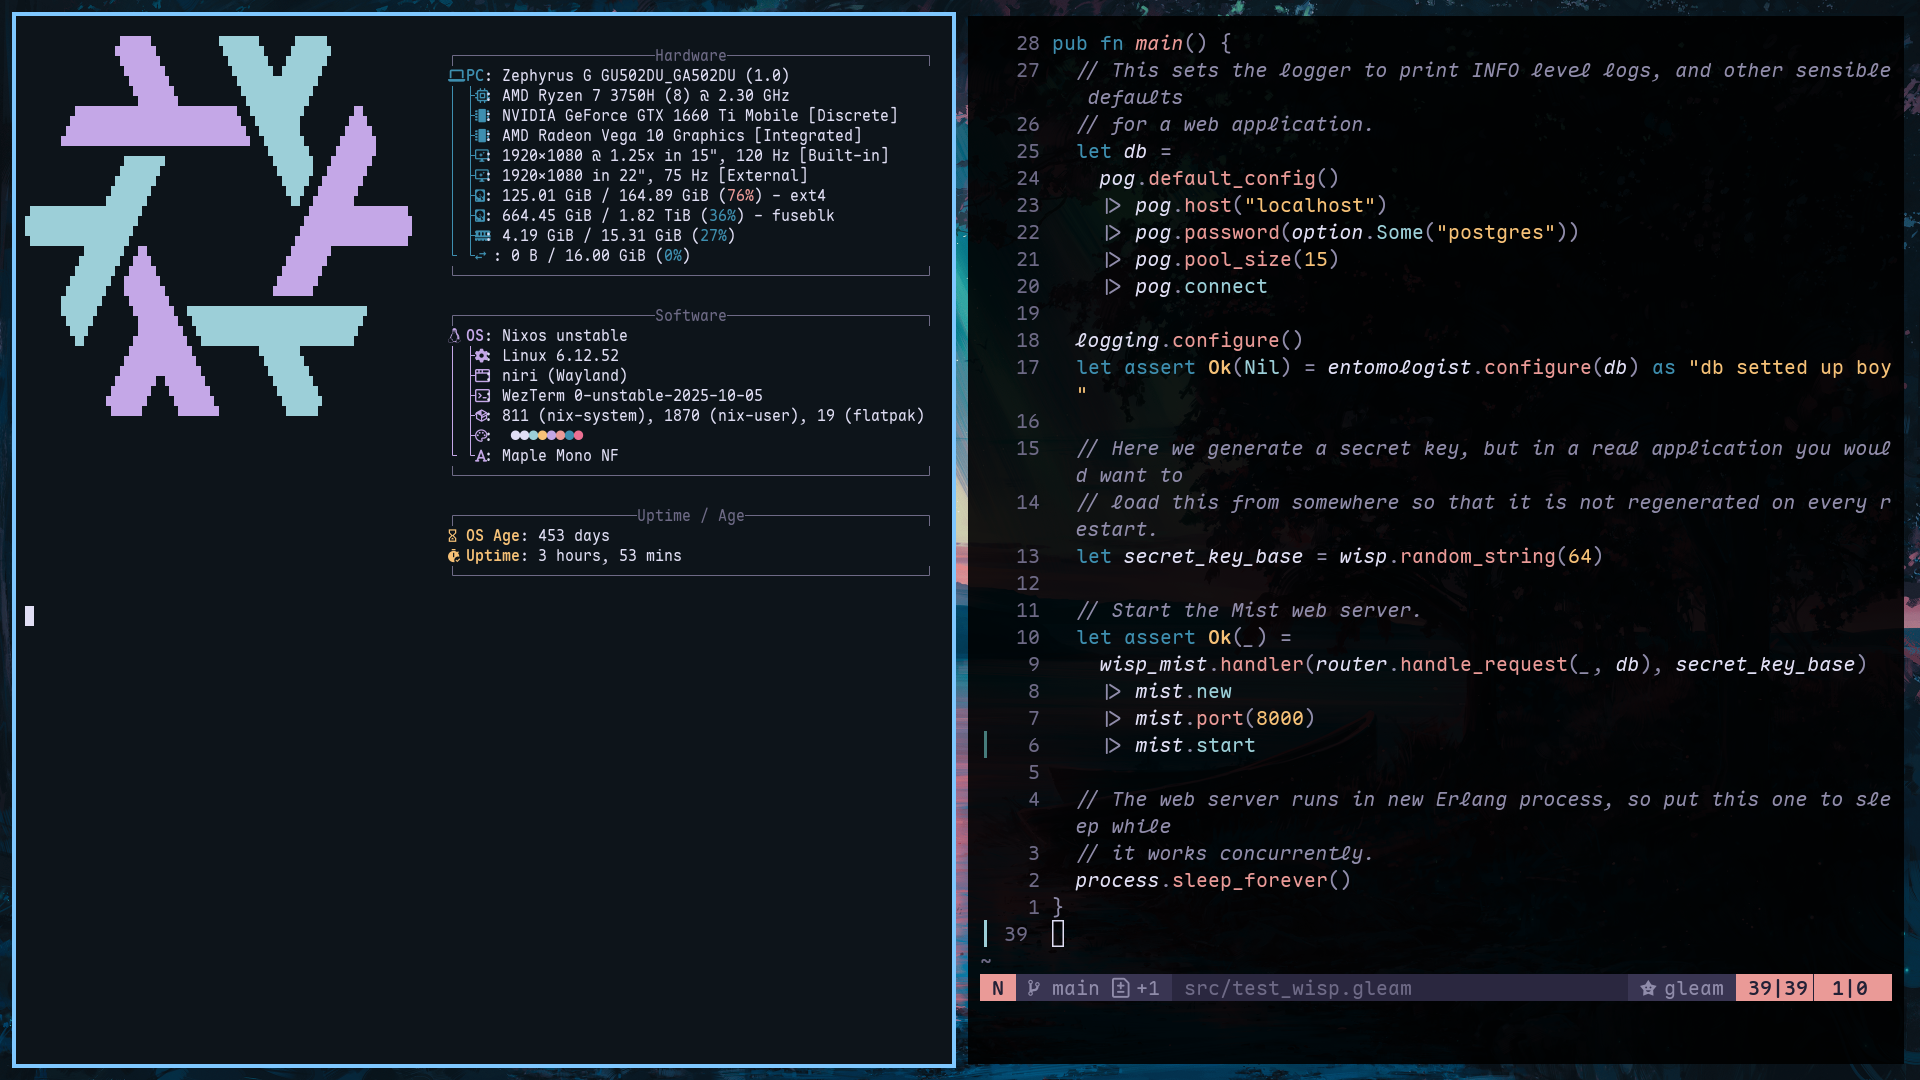 Hardware
PC: Zephyrus G GU502DU_GA502DU (1.0)
: AMD Ryzen 7 3750H (8) @ 2.30 GHz
: NVIDIA GeForce GTX 1660 Ti Mobile [Discrete]
: AMD Radeon Vega 10 Graphics [Integrated]
: 1920×1080 @ 1.25x in 15", 120 Hz [Built-in]
: 1920×1080 in 22", 75 Hz [External]
: 125.01 GiB / 164.89 GiB (76%) - ext4
: 664.45 GiB / 1.82 TiB (36%) - fuseblk
: 4.19 GiB / 15.31 GiB (27%)
: 0 B / 16.00 GiB (0%)
Software
OS: Nixos unstable
: Linux 6.12.52
: niri (Wayland)
: WezTerm 0-unstable-2025-10-05
: 811 (nix-system), 1870 (nix-user), 19 (flatpak)
:
: Maple Mono NF
Uptime / Age
OS Age: 453 days
Uptime: 3 hours, 53 mins
28 pub fn main() {
27 // This sets the logger to print INFO level logs, and other sensible
defaults
26 // for a web application.
25 let db =
24 pog.default_config()
23 |> pog.host("localhost")
22 |> pog.password(option.Some("postgres"))
21 |> pog.pool_size(15)
20 |> pog.connect
19
18 logging.configure()
17 let assert Ok(Nil) = entomologist.configure(db) as "db setted up boy
"
16
15 // Here we generate a secret key, but in a real application you woul
d want to
14 // load this from somewhere so that it is not regenerated on every r
estart.
13 let secret_key_base = wisp.random_string(64)
12
11 // Start the Mist web server.
10 let assert Ok(_) =
9 wisp_mist.handler(router.handle_request(_, db), secret_key_base)
8 |> mist.new
7 |> mist.port(8000)
6 |> mist.start
5
4 // The web server runs in new Erlang process, so put this one to sle
ep while
3 // it works concurrently.
2 process.sleep_forever()
1 }
39
~
N main +1 src/test_wisp.gleam gleam 39|39 1|0